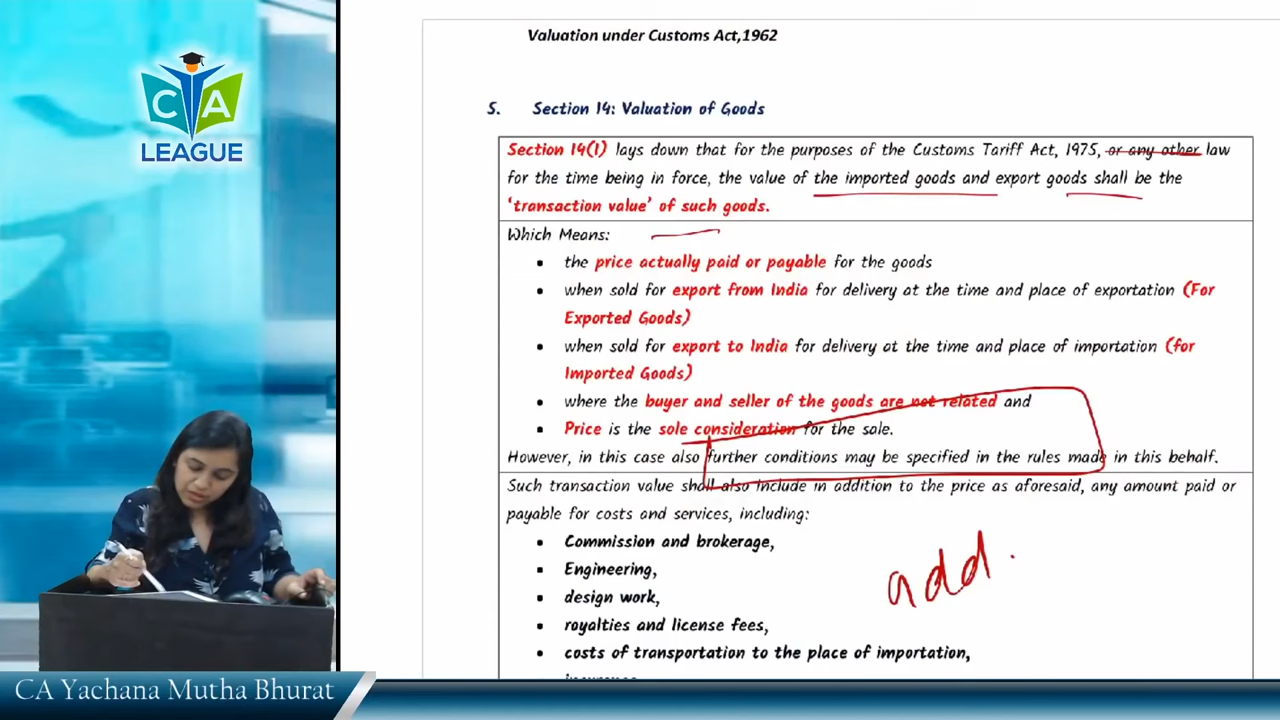 Valuation under Customs Act,1962
5. Section 14: Valuation of Goods
Section 14(1) lays down that for the purposes of the Customs Tariff Act, 1975, or any other law
for the time being in force, the value of the imported goods and export goods shall be the
‘transaction value’ of such goods.
Which Means:
• the price actually paid or payable for the goods
• when sold for export from India for delivery at the time and place of exportation (For
Exported Goods)
• when sold for export to India for delivery at the time and place of importation (for
Imported Goods)
• where the buyer and seller of the goods are not related and
• Price is the sole consideration for the sale.
However, in this case also further conditions may be specified in the rules made in this behalf.
Such transaction value shall also include in addition to the price as aforesaid, any amount paid or
payable for costs and services, including:
• Commission and brokerage,
• Engineering,
• design work,
• royalties and license fees,
• costs of transportation to the place of importation,
add.
CA
LEAGUE
CA Yachana Mutha Bhurat